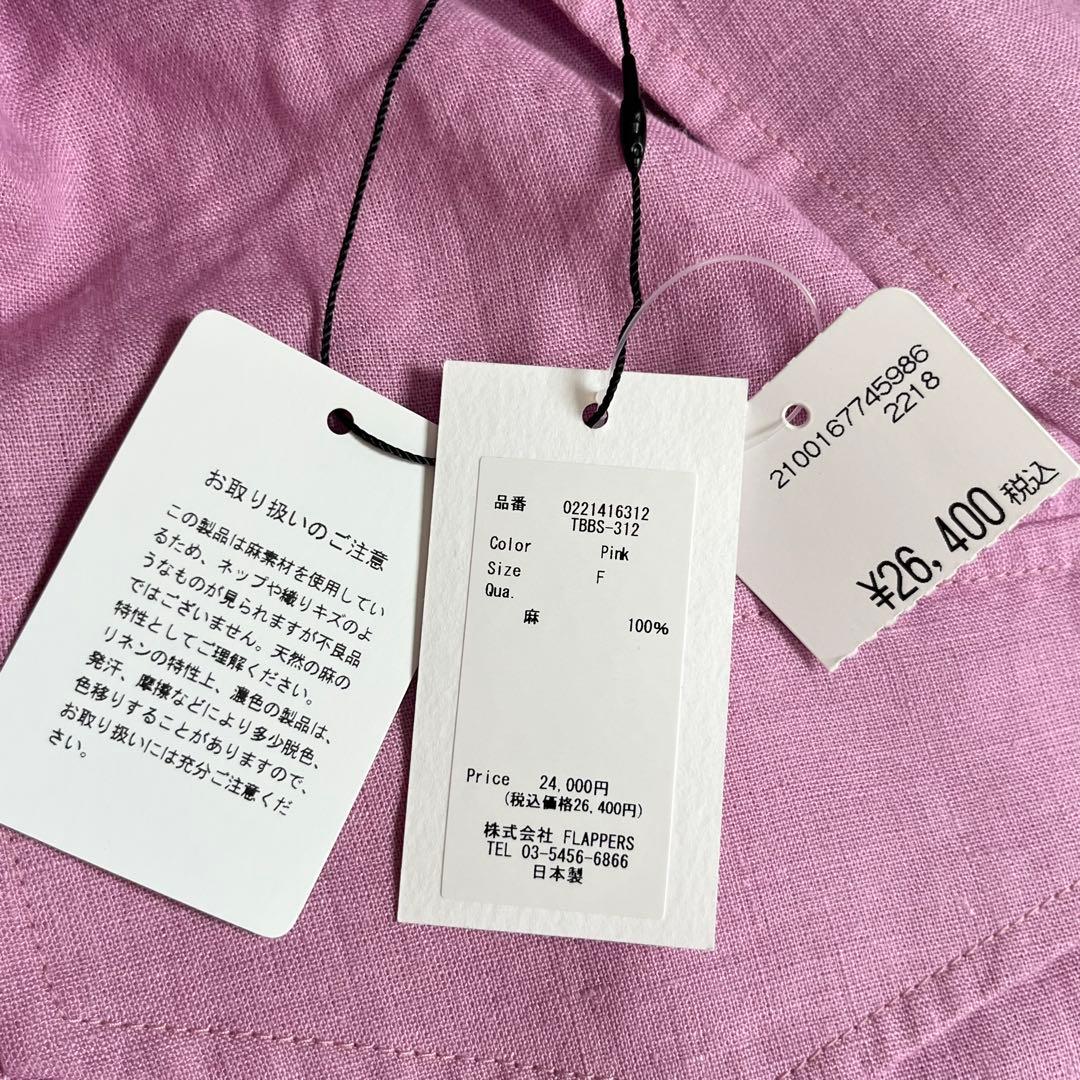 お取り扱いのご注意
この製品は麻素材を使用してい
るため、ネップや織りキズのよ
うなものが見られますが不良品
ではございません。天然の麻の
特性としてご理解ください。
リネンの特性上、濃色の製品は、
発汗、摩擦などにより多少脱色、
色移りすることがありますので、
お取り扱いには充分ご注意くだ
さい。
品番 0221416312
TBBS-312
Color Pink
Size F
Qua.
麻 100%
Price 24,000円
(税込価格26,400円)
株式会社 FLAPPERS
TEL 03-5456-6866
日本製
2100167745986
2218
¥26,400税込